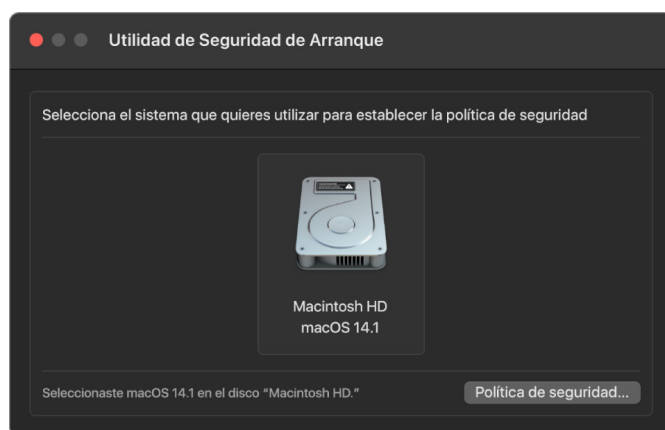 Utilidad de Seguridad de Arranque
Selecciona el sistema que quieres utilizar para establecer la política de seguridad
Macintosh HD
macOS 14.1
Seleccionaste macOS 14.1 en el disco "Macintosh HD."
Política de seguridad...